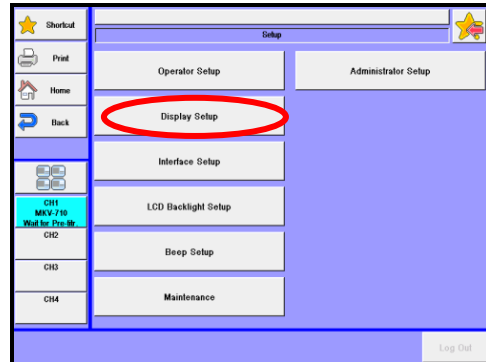 Shortcut
Setup
Print
Operator Setup
Administrator Setup
Home
Back
Display Setup
Interface Setup
CH1
MKV-710
Wait for Pre-titr.
LCD Backlight Setup
CH2
Beep Setup
CH3
CH4
Maintenance
Log Out